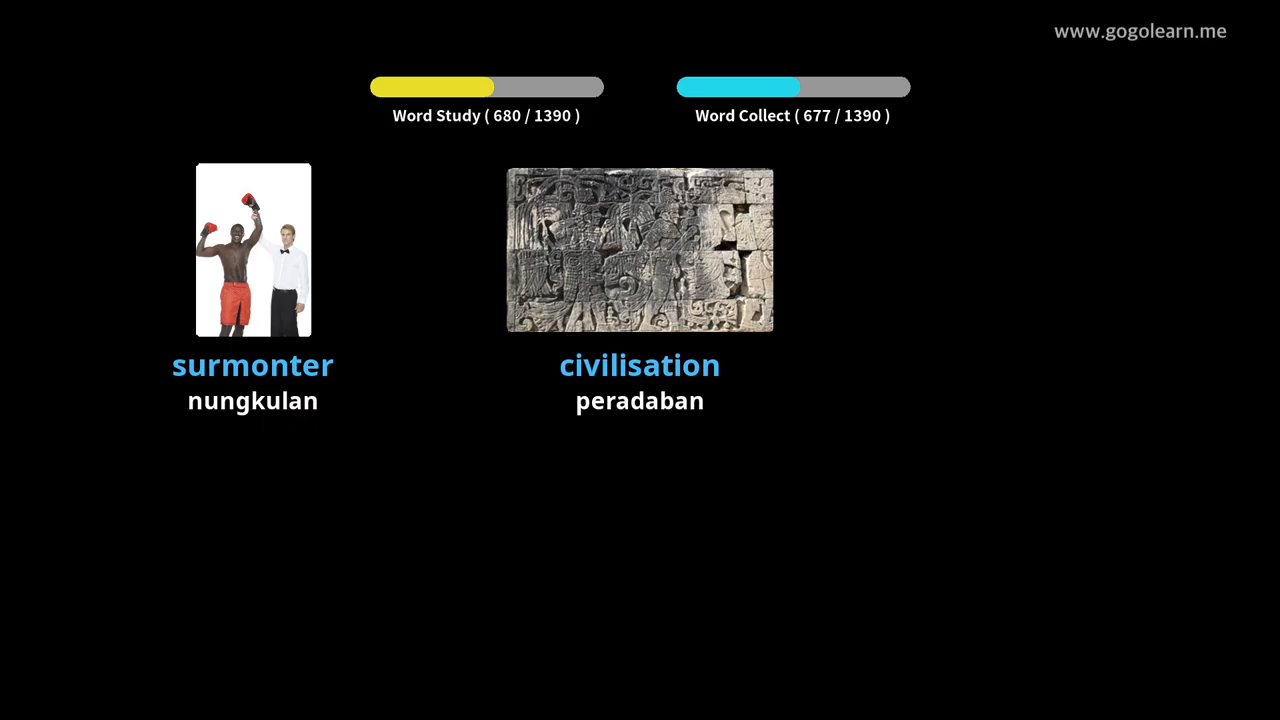 www.gogolearn.me
Word Study ( 680 / 1390 )
Word Collect ( 677 / 1390 )
surmonter
nungkulan
civilisation
peradaban